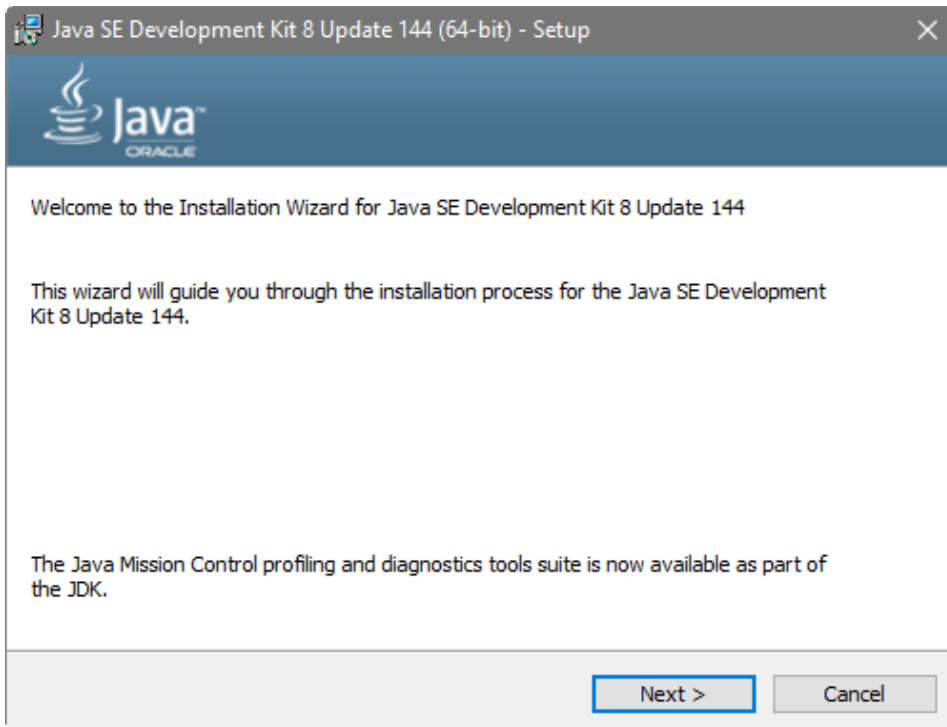 Java SE Development Kit 8 Update 144 (64-bit) - Setup
Java™
ORACLE
Welcome to the Installation Wizard for Java SE Development Kit 8 Update 144
This wizard will guide you through the installation process for the Java SE Development
Kit 8 Update 144.
The Java Mission Control profiling and diagnostics tools suite is now available as part of
the JDK.
Next >
Cancel